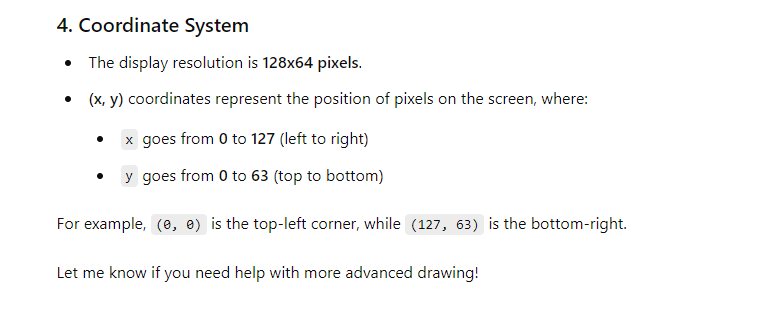 4. Coordinate System
• The display resolution is 128x64 pixels.
• (x, y) coordinates represent the position of pixels on the screen, where:
• x goes from 0 to 127 (left to right)
• y goes from 0 to 63 (top to bottom)
For example, (0, 0) is the top-left corner, while (127, 63) is the bottom-right.
Let me know if you need help with more advanced drawing!